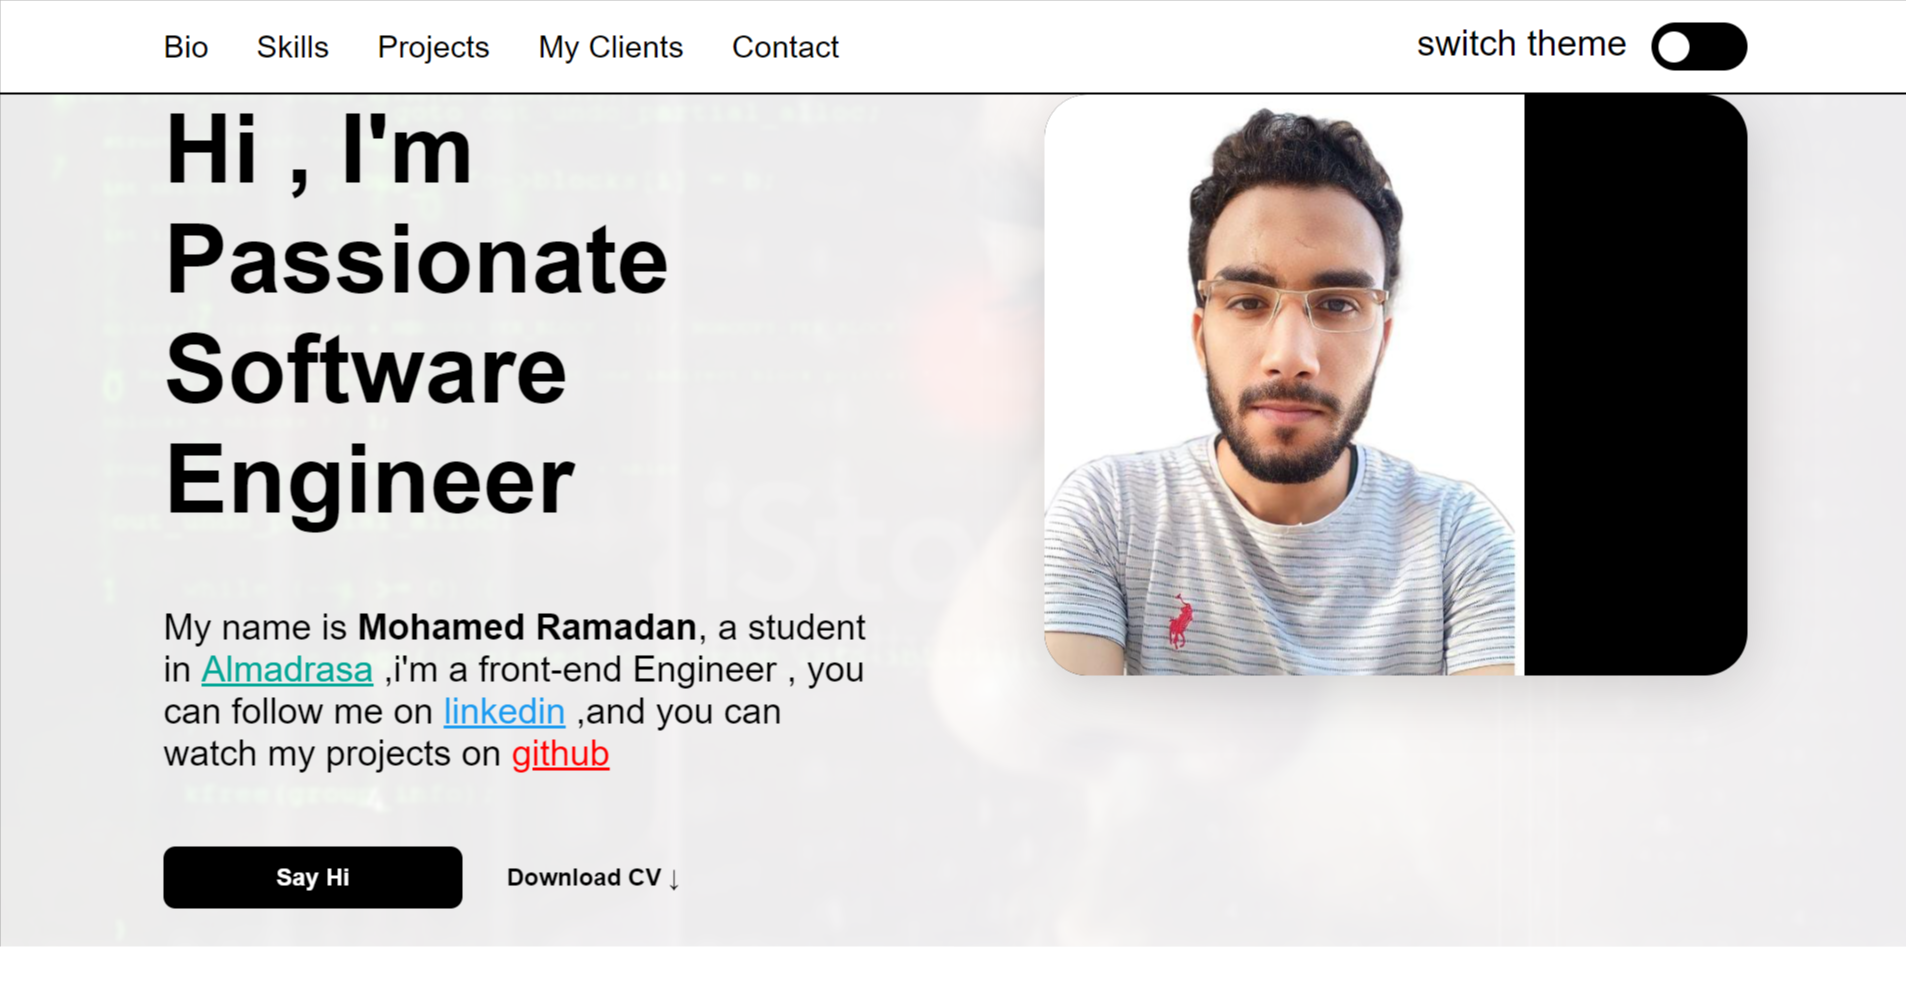 Bio Skills Projects My Clients Contact switch theme
Hi , I'm
Passionate
Software
Engineer
My name is Mohamed Ramadan, a student
in Almadrasa ,i'm a front-end Engineer , you
can follow me on linkedin ,and you can
watch my projects on github
Say Hi Download CV ↓